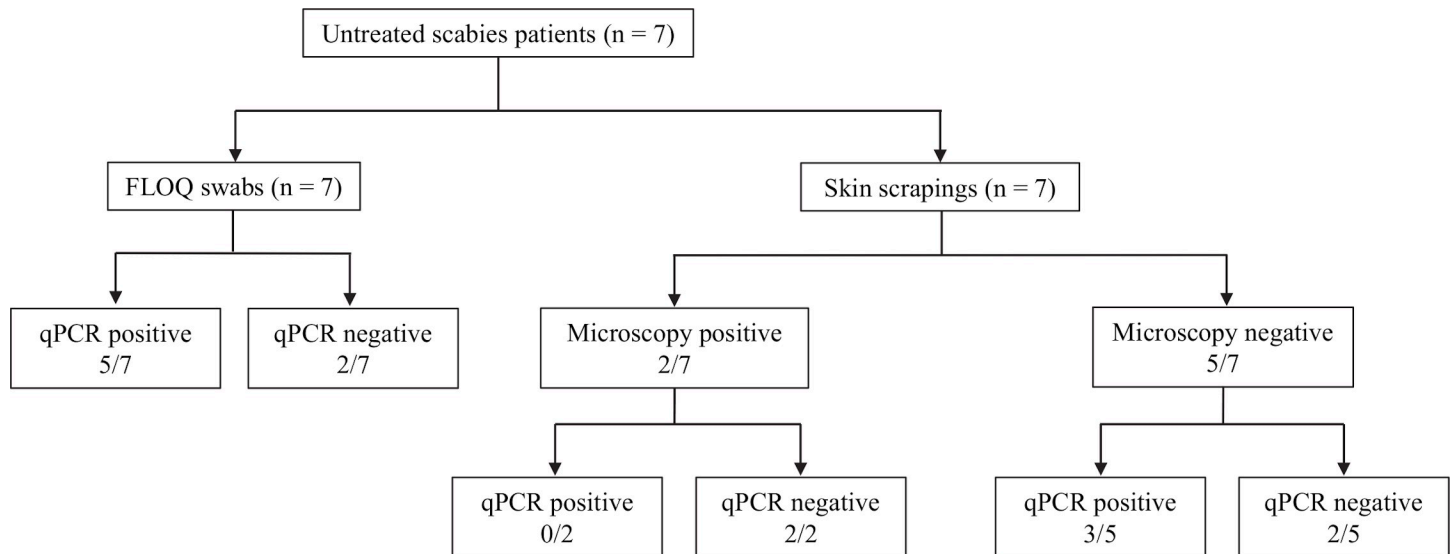 Untreated scabies patients (n = 7)
FLOQ swabs (n = 7)
Skin scrapings (n = 7)
qPCR positive
5/7
qPCR negative
2/7
Microscopy positive
2/7
Microscopy negative
5/7
qPCR positive
0/2
qPCR negative
2/2
qPCR positive
3/5
qPCR negative
2/5